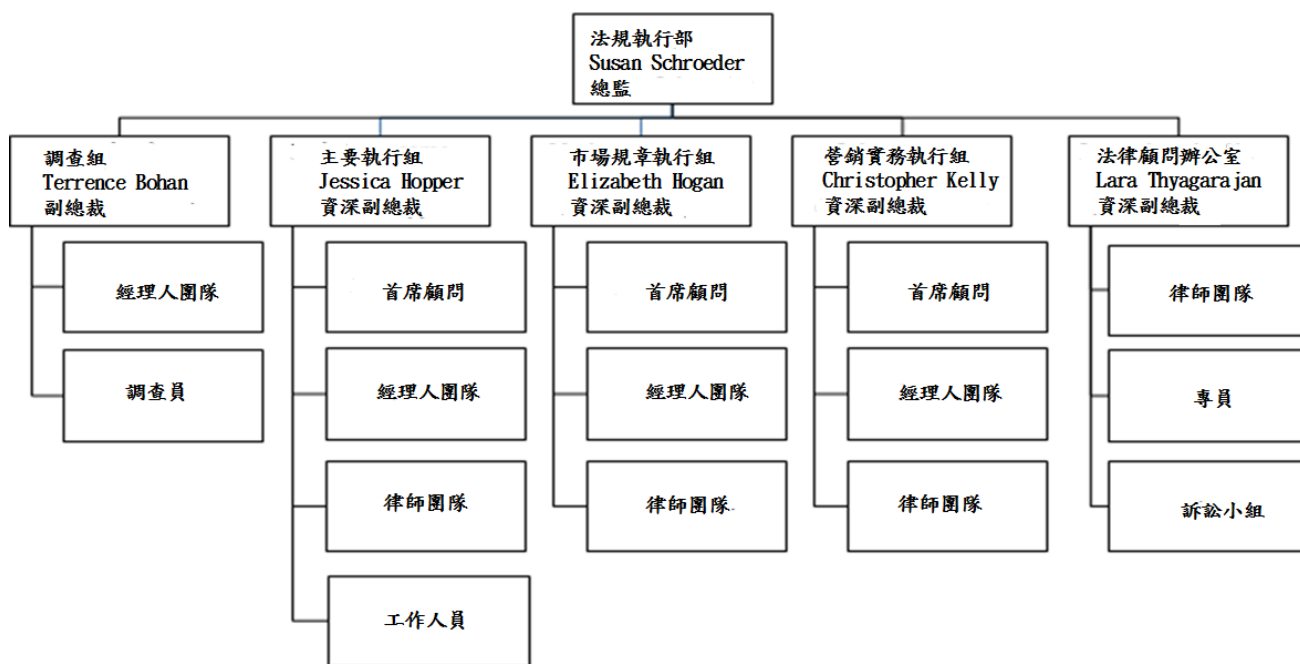 法規執行部
Susan Schroeder
總監
調查組
Terrence Bohan
副總裁
主要執行組
Jessica Hopper
資深副總裁
市場規章執行組
Elizabeth Hogan
資深副總裁
營銷實務執行組
Christopher Kelly
資深副總裁
法律顧問辦公室
Lara Thyagarajan
資深副總裁
經理人團隊
調查員
首席顧問
經理人團隊
律師團隊
工作人員
首席顧問
經理人團隊
律師團隊
首席顧問
經理人團隊
律師團隊
律師團隊
專員
訴訟小組